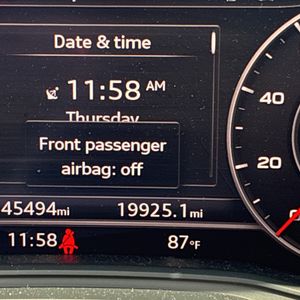 Date & time
11:58 AM
Thursday
Front passenger
airbag: off
40
20
45494mi 19925.1mi
11:58 87°F